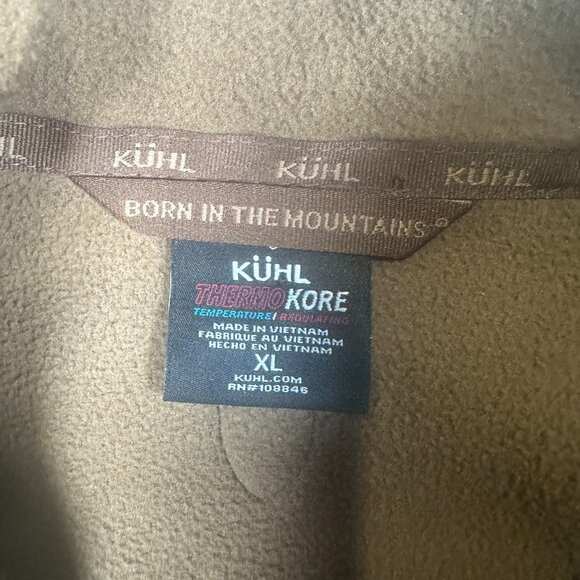 UHL KÜHL KÜHL KÜHL
BORN IN THE MOUNTAINS®
KÜHL
THERMOKORE
TEMPERATURE/REGULATING
MADE IN VIETNAM
FABRIQUE AU VIETNAM
HECHO EN VIETNAM
XL
KUHL.COM
RN#108846